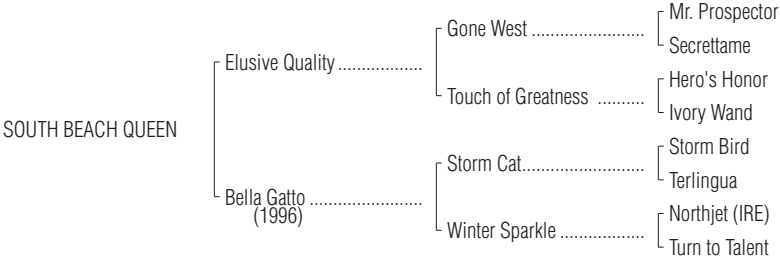 Mr. Prospector
Gone West ........................
Secrettame
Elusive Quality ..................
Hero's Honor
Touch of Greatness ..........
Ivory Wand
SOUTH BEACH QUEEN
Storm Bird
Storm Cat..........................
Terlingua
Bella Gatto ........................
(1996)
Northjet (IRE)
Winter Sparkle ..................
Turn to Talent